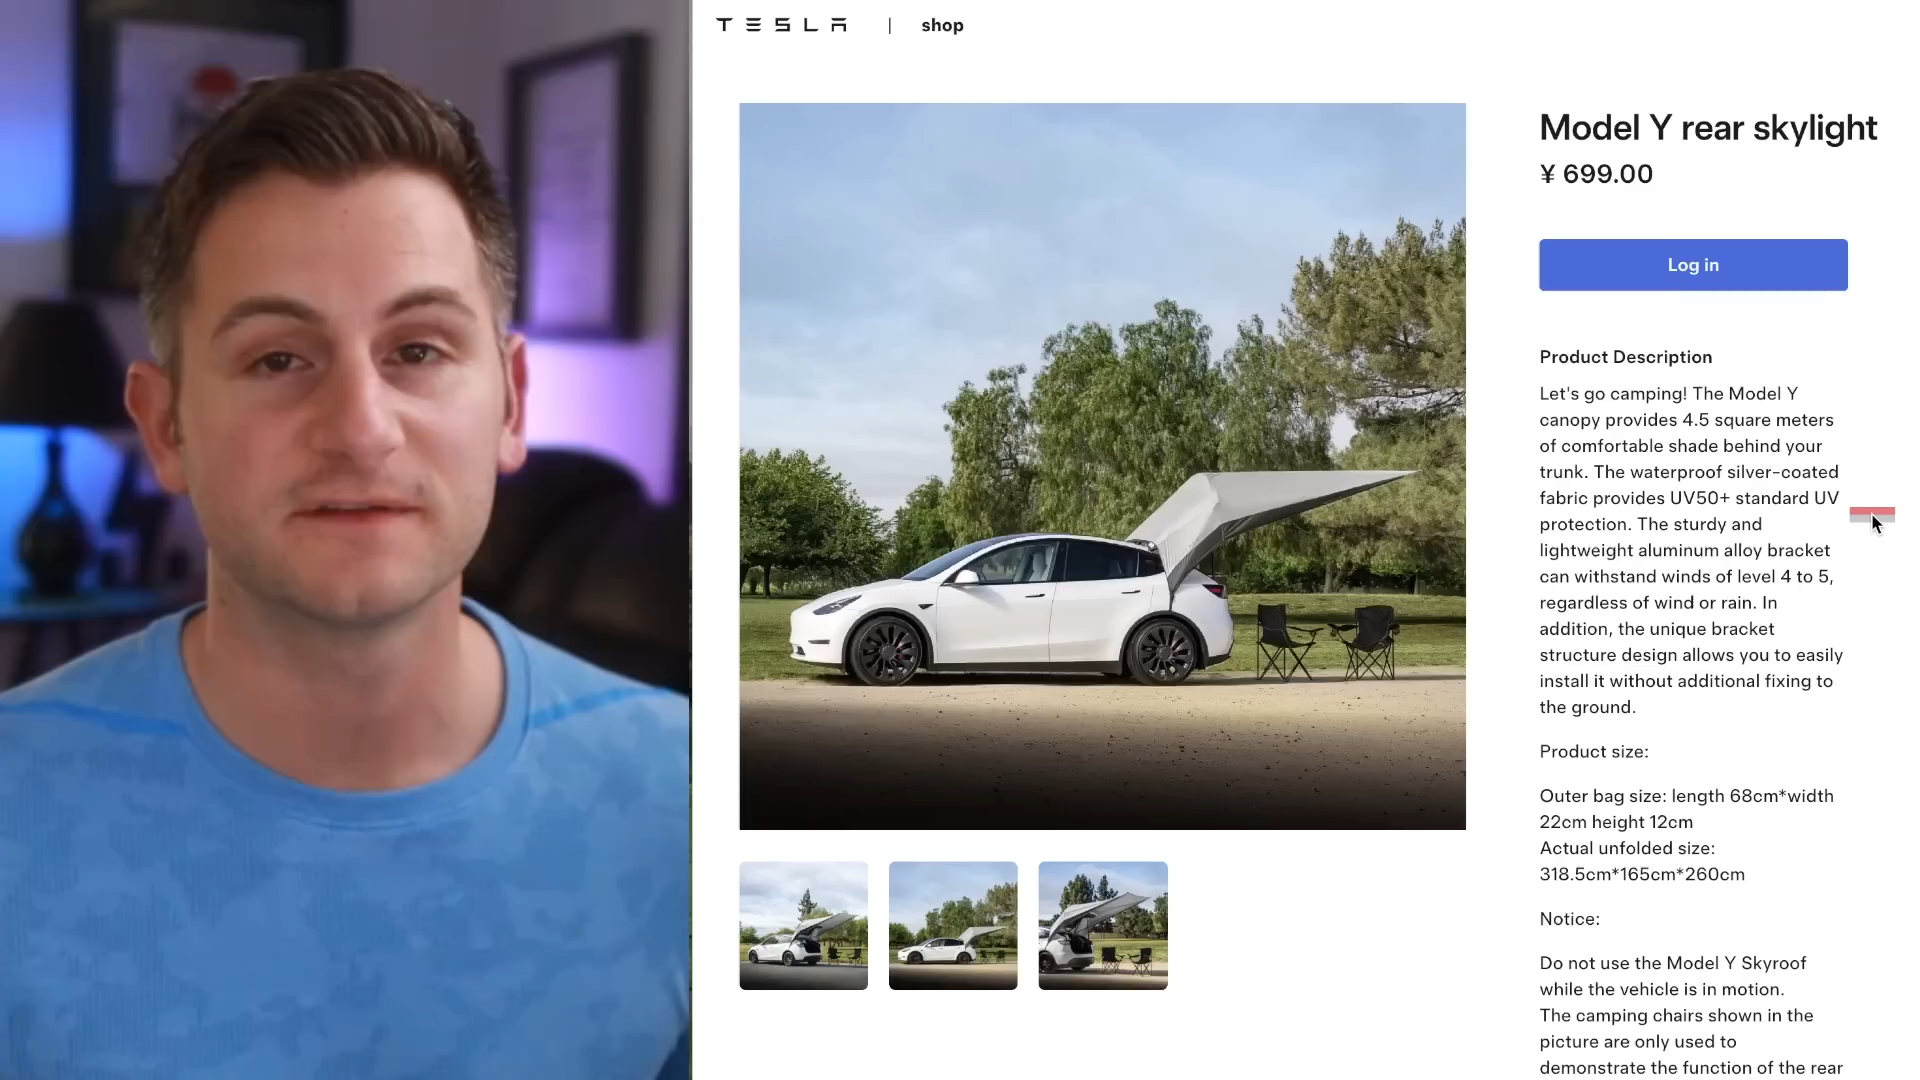 TESLA | shop
Model Y rear skylight
¥ 699.00
Log in
Product Description
Let's go camping! The Model Y
canopy provides 4.5 square meters
of comfortable shade behind your
trunk. The waterproof silver-coated
fabric provides UV50+ standard UV
protection. The sturdy and
lightweight aluminum alloy bracket
can withstand winds of level 4 to 5,
regardless of wind or rain. In
addition, the unique bracket
structure design allows you to easily
install it without additional fixing to
the ground.
Product size:
Outer bag size: length 68cm*width
22cm height 12cm
Actual unfolded size:
318.5cm*165cm*260cm
Notice:
Do not use the Model Y Skyroof
while the vehicle is in motion.
The camping chairs shown in the
picture are only used to
demonstrate the function of the rear